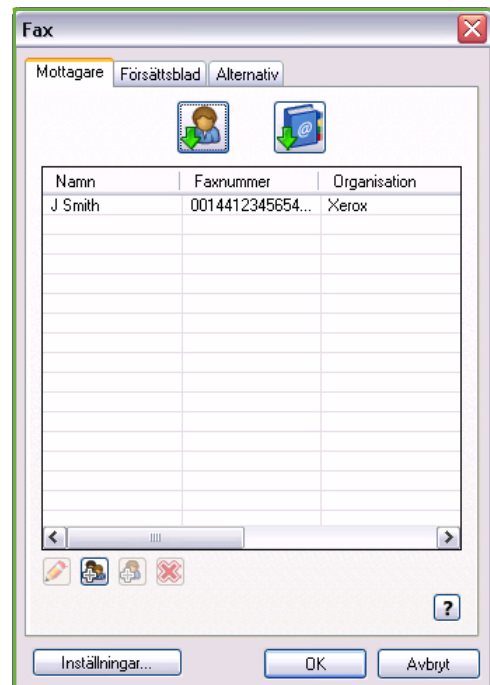 Fax
Mottagare Försättsblad Alternativ
@
Namn Faxnummer Organisation
J Smith 0014412345654... Xerox
?
Inställningar... OK Avbryt